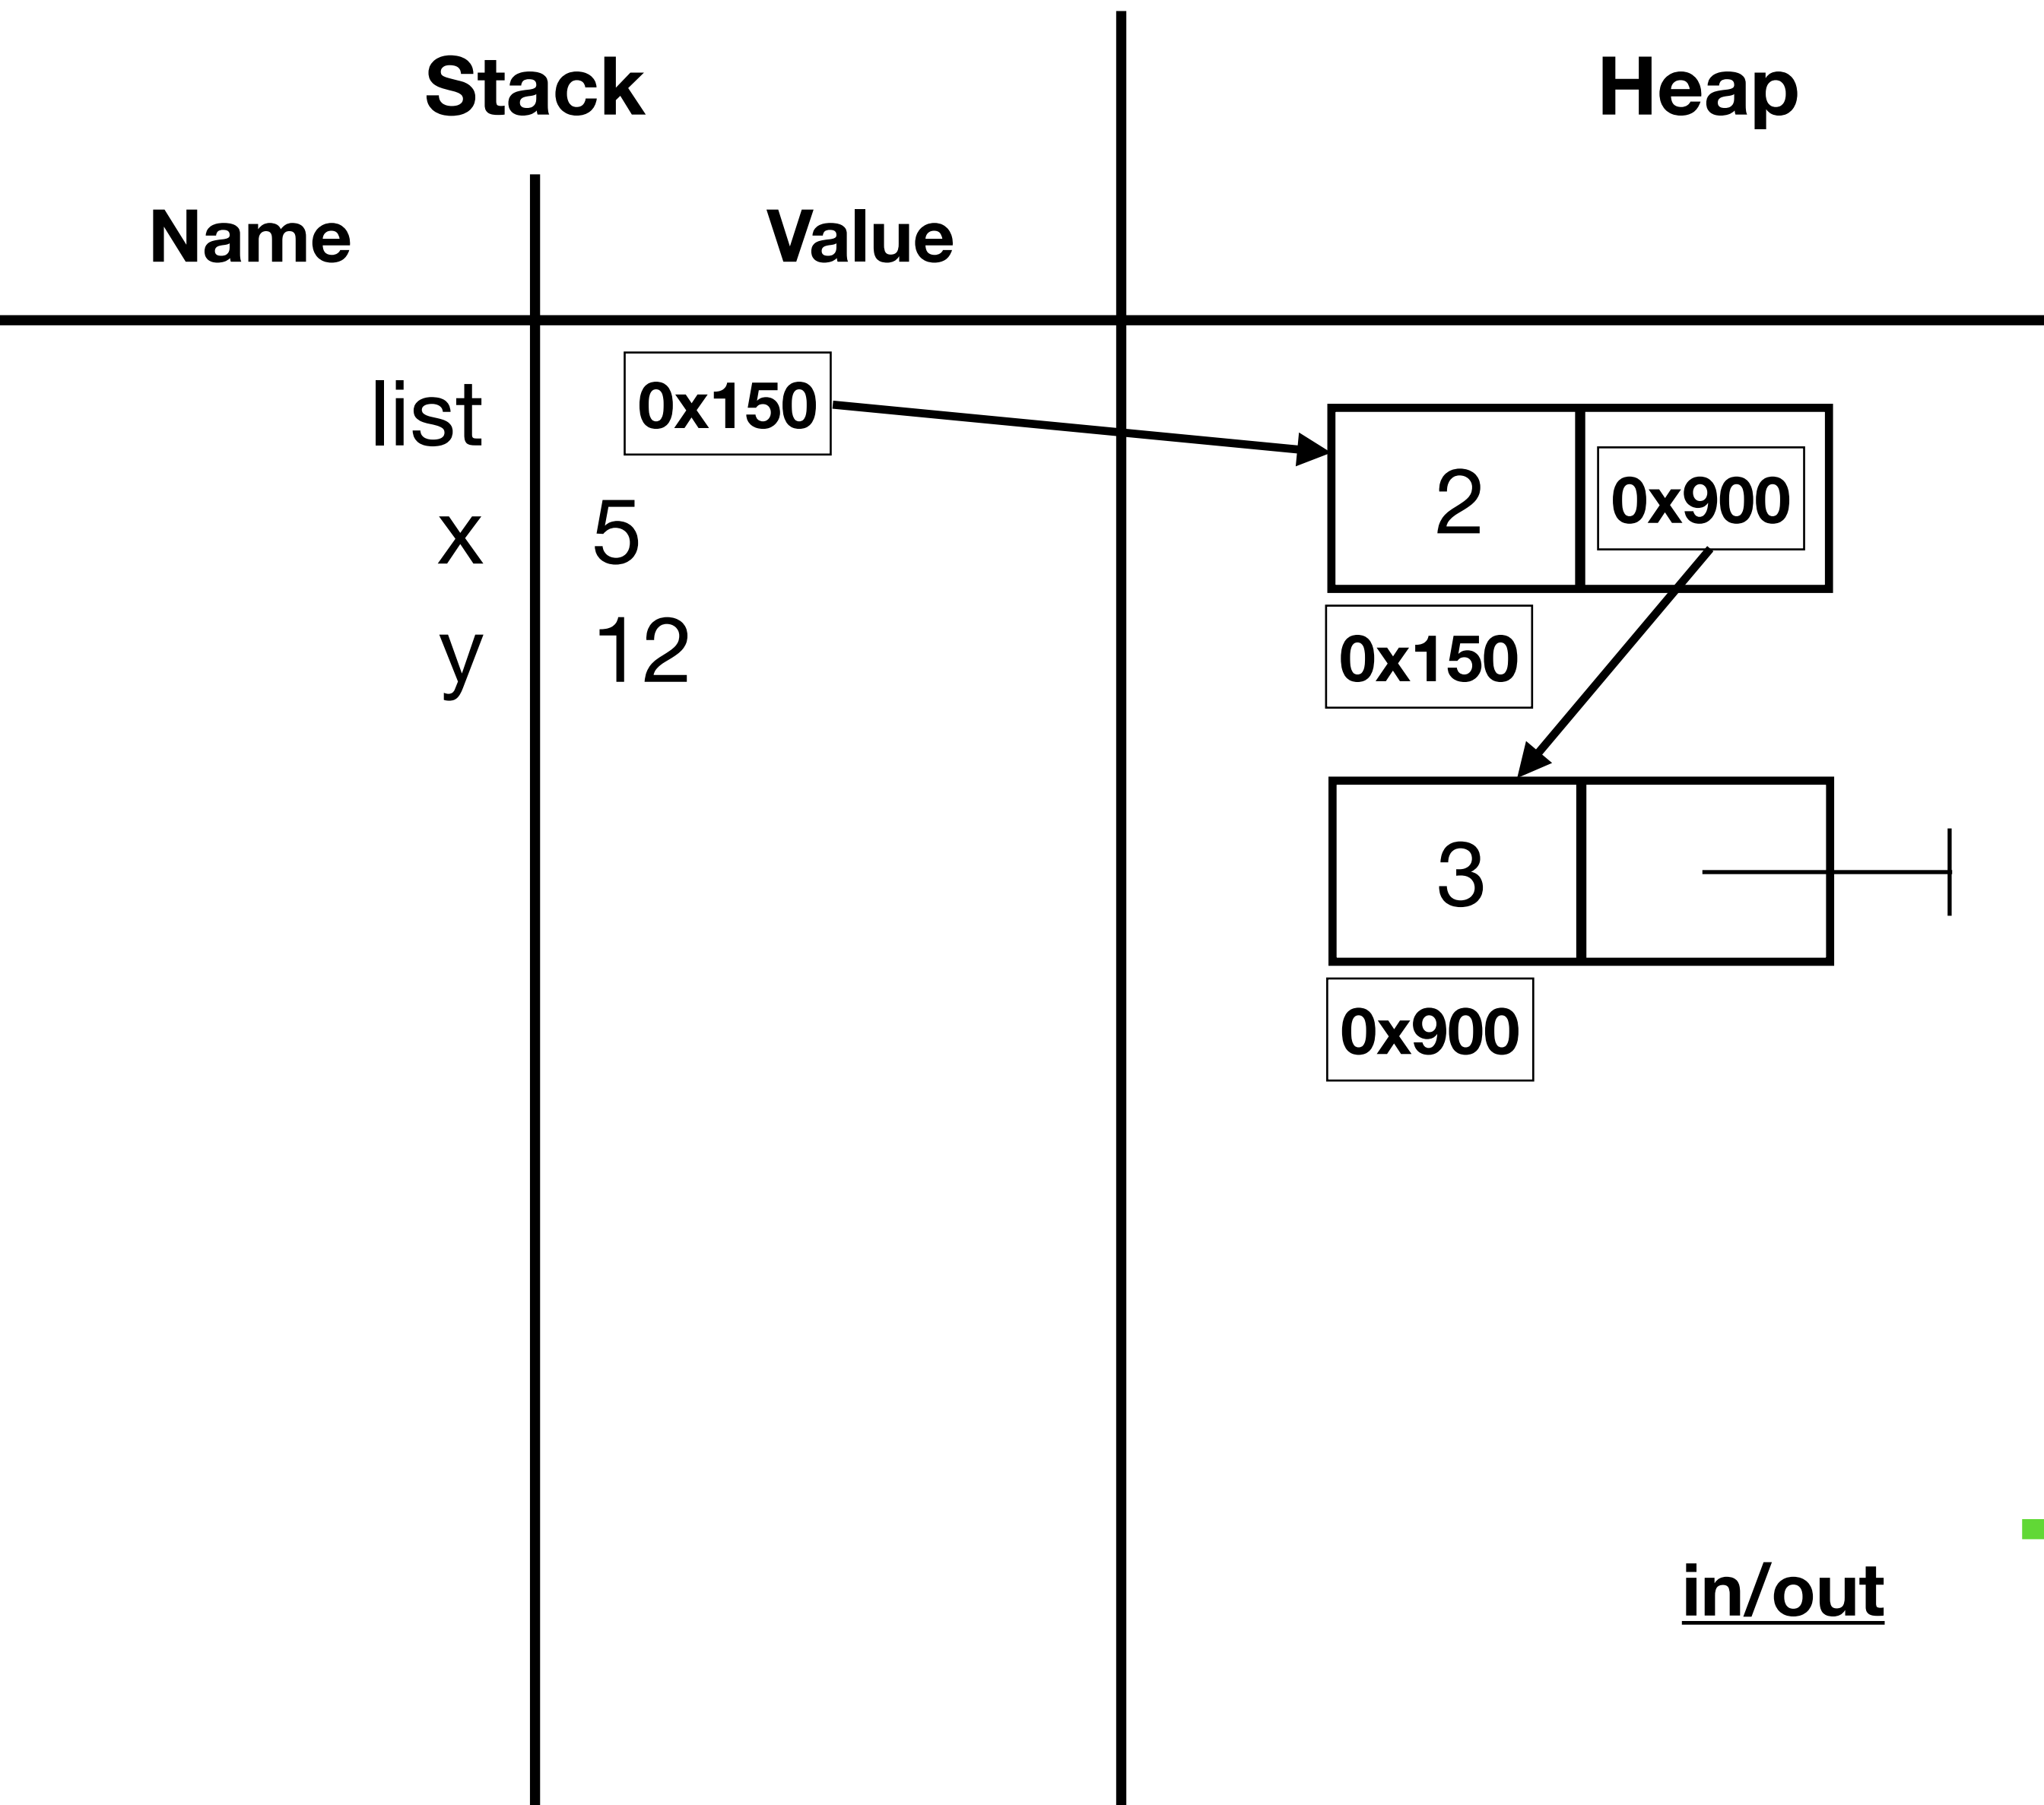 Stack
Heap
Name
Value
list
0x150
2
0x900
x
5
y
12
0x150
3
0x900
in/out